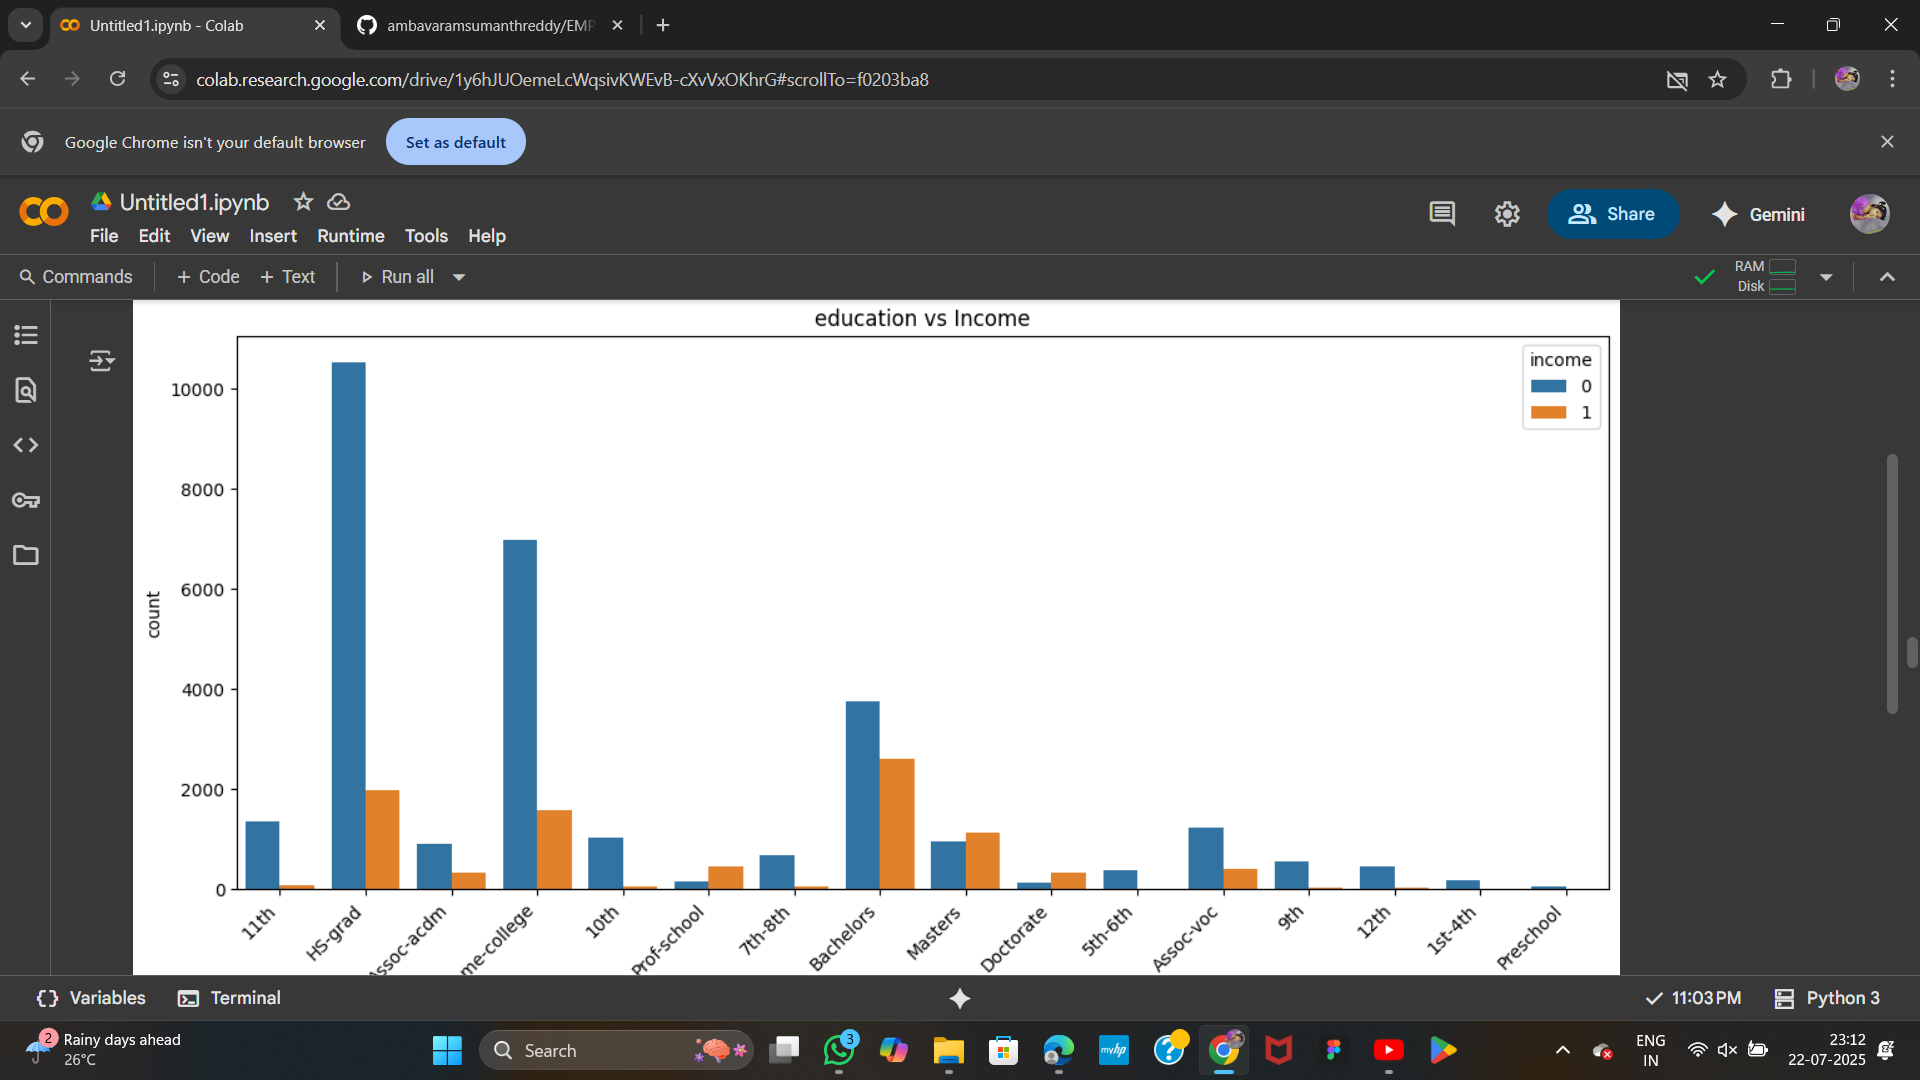 Untitled1.ipynb - Colab
ambavaramsumanthreddy/EMP
colab.research.google.com/drive/1y6hJUOemeLcWqsivKWEvB-cXvVxOKhrG#scrollTo=f0203ba8
Google Chrome isn't your default browser
Set as default
Untitled1.ipynb
Share
Gemini
File Edit View Insert Runtime Tools Help
Commands + Code + Text Run all
RAM
Disk
education vs Income
income
0
1
10000
8000
6000
4000
2000
0
count
11th
HS-grad
ssoc-acdm
me-college
10th
Prof-school
7th-8th
Bachelors
Masters
Doctorate
5th-6th
Assoc-voc
9th
12th
1st-4th
Preschool
Variables
Terminal
11:03 PM
Python 3
2
Rainy days ahead
26°C
Search
3
myhp
ENG
IN
23:12
22-07-2025